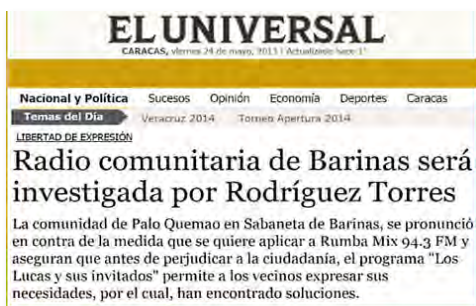 EL UNIVERSAL
CARACAS, viernes 24 de mayo, 2013 | Actualizado hace 1'
Nacional y Política Sucesos Opinión Economía Deportes Caracas
Temas del Día Veracruz 2014 Torneo Apertura 2014
LIBERTAD DE EXPRESIÓN
Radio comunitaria de Barinas será
investigada por Rodríguez Torres
La comunidad de Palo Quemao en Sabaneta de Barinas, se pronunció
en contra de la medida que se quiere aplicar a Rumba Mix 94.3 FM y
aseguran que antes de perjudicar a la ciudadanía, el programa "Los
Lucas y sus invitados" permite a los vecinos expresar sus
necesidades, por el cual, han encontrado soluciones.